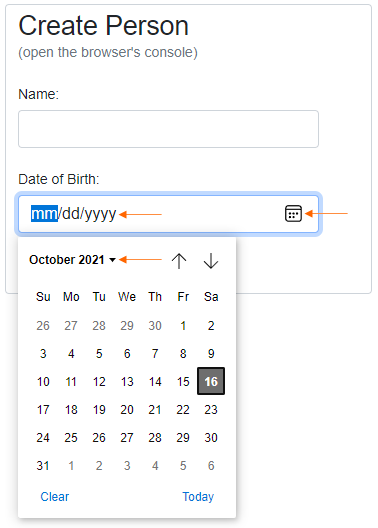 Create Person
(open the browser's console)
Name:
Date of Birth:
mm/dd/yyyy
October 2021
Su Mo Tu We Th Fr Sa
26 27 28 29 30 1 2
3 4 5 6 7 8 9
10 11 12 13 14 15 16
17 18 19 20 21 22 23
24 25 26 27 28 29 30
31 1 2 3 4 5 6
Clear Today